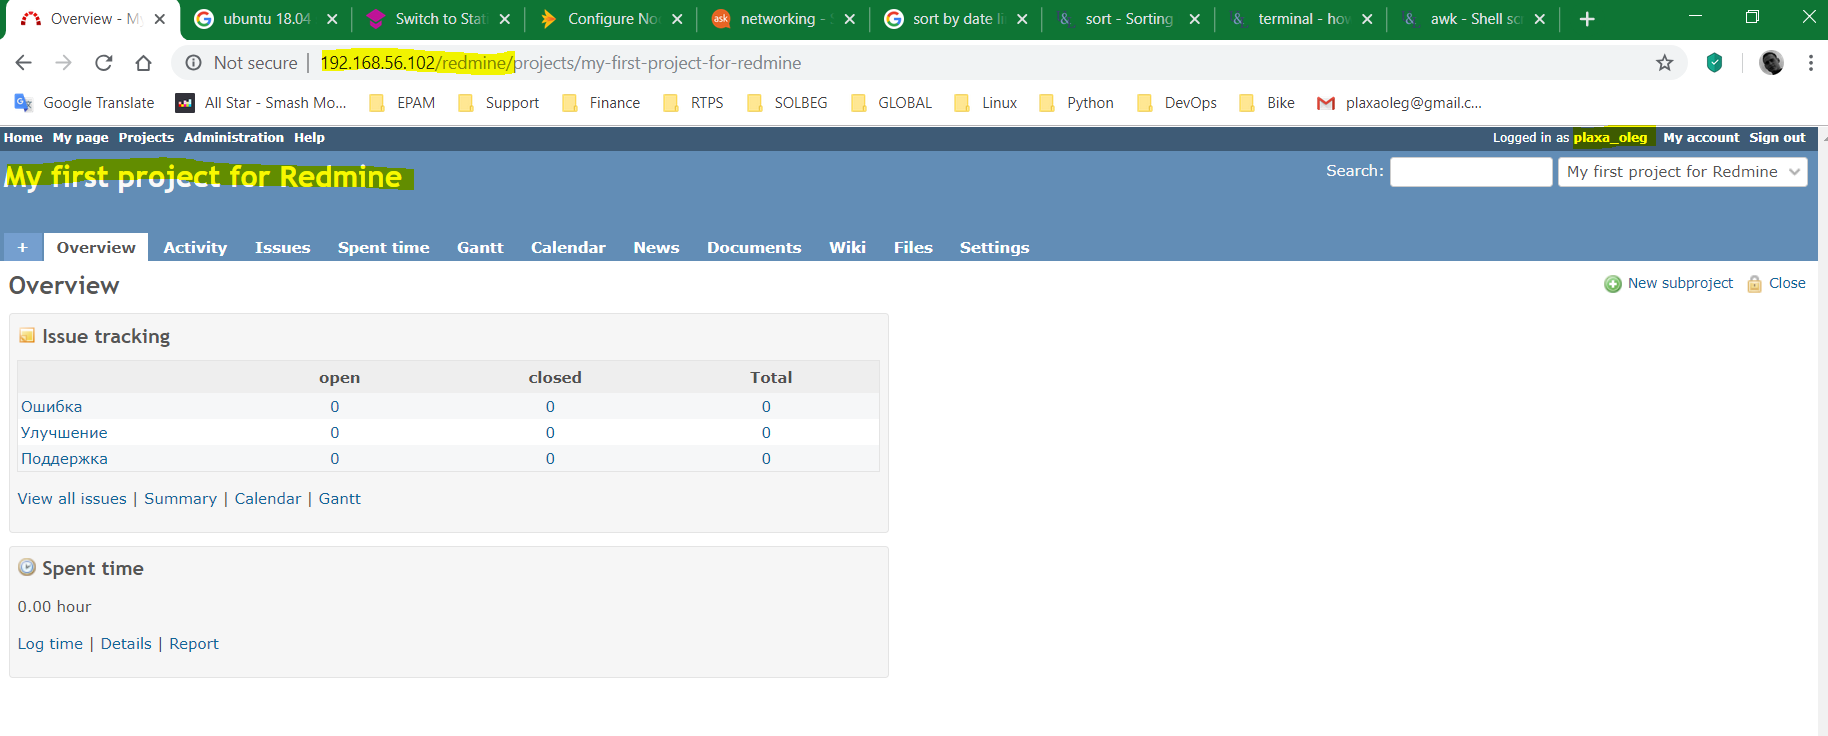 Overview - My ubuntu 18.04 Switch to Stati Configure Noo networking - S sort by date li sort - Sorting terminal - how awk - Shell scr
Not secure | 192.168.56.102/redmine/projects/my-first-project-for-redmine
Google Translate All Star - Smash Mo... EPAM Support Finance RTPS SOLBEG GLOBAL Linux Python DevOps Bike plaxaoleg@gmail.c...
Home My page Projects Administration Help Logged in as plaxa_oleg My account Sign out
My first project for Redmine Search: My first project for Redmine
+ Overview Activity Issues Spent time Gantt Calendar News Documents Wiki Files Settings
Overview New subproject Close
Issue tracking
open closed Total
Ошибка 0 0 0
Улучшение 0 0 0
Поддержка 0 0 0
View all issues | Summary | Calendar | Gantt
Spent time
0.00 hour
Log time | Details | Report